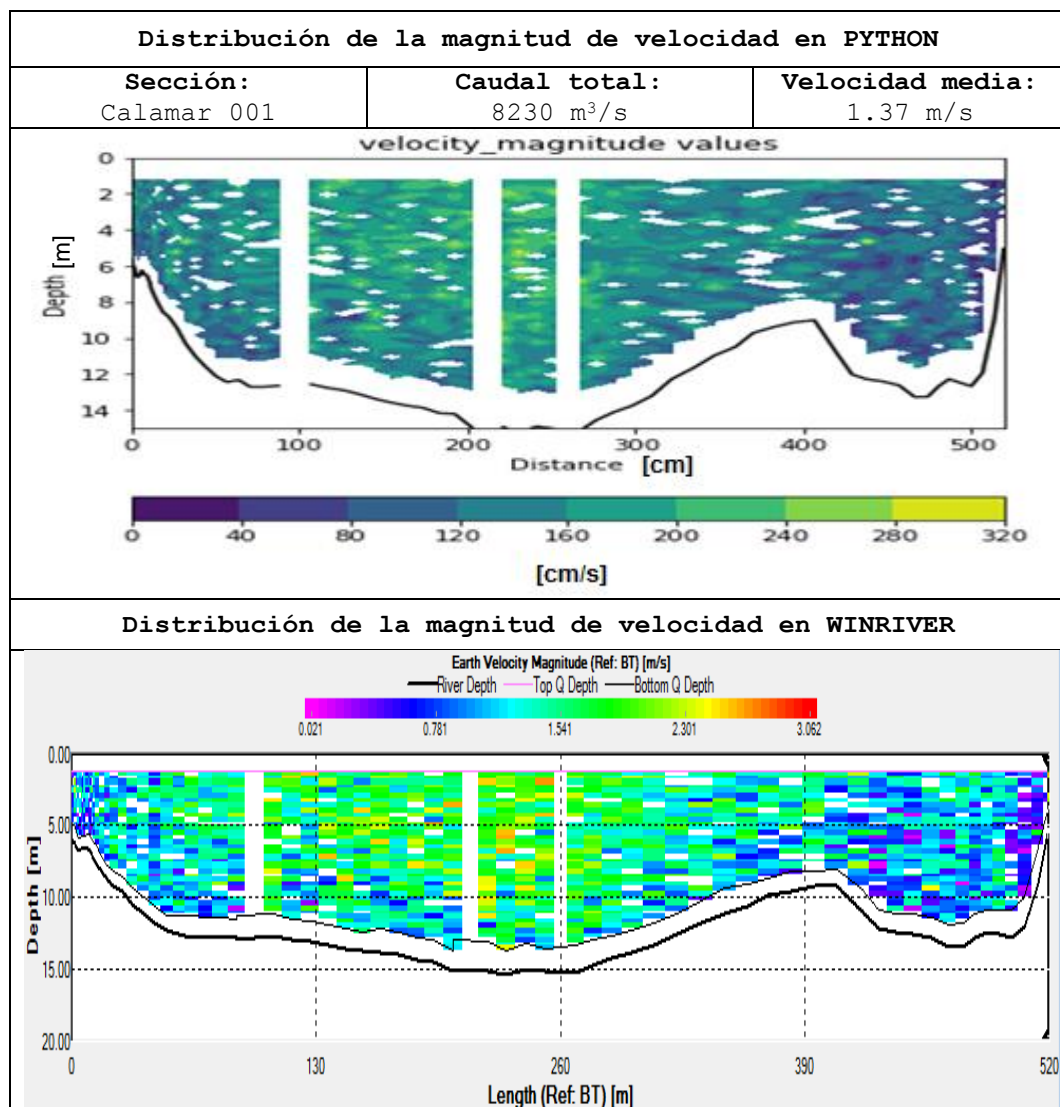 Distribución de la magnitud de velocidad en PYTHON
Sección: Caudal total: Velocidad media:
Calamar 001 8230 m³/s 1.37 m/s
velocity_magnitude values
0
2
4
6
8
10
12
14
Depth [m]
0 100 200 300 400 500
Distance [cm]
0 40 80 120 160 200 240 280 320
[cm/s]
Distribución de la magnitud de velocidad en WINRIVER
Earth Velocity Magnitude (Ref: BT) [m/s]
River Depth Top Q Depth Bottom Q Depth
0.021 0.781 1.541 2.301 3.062
0.00
5.00
10.00
15.00
20.00
Depth [m]
0 130 260 390 520
Length (Ref: BT) [m]